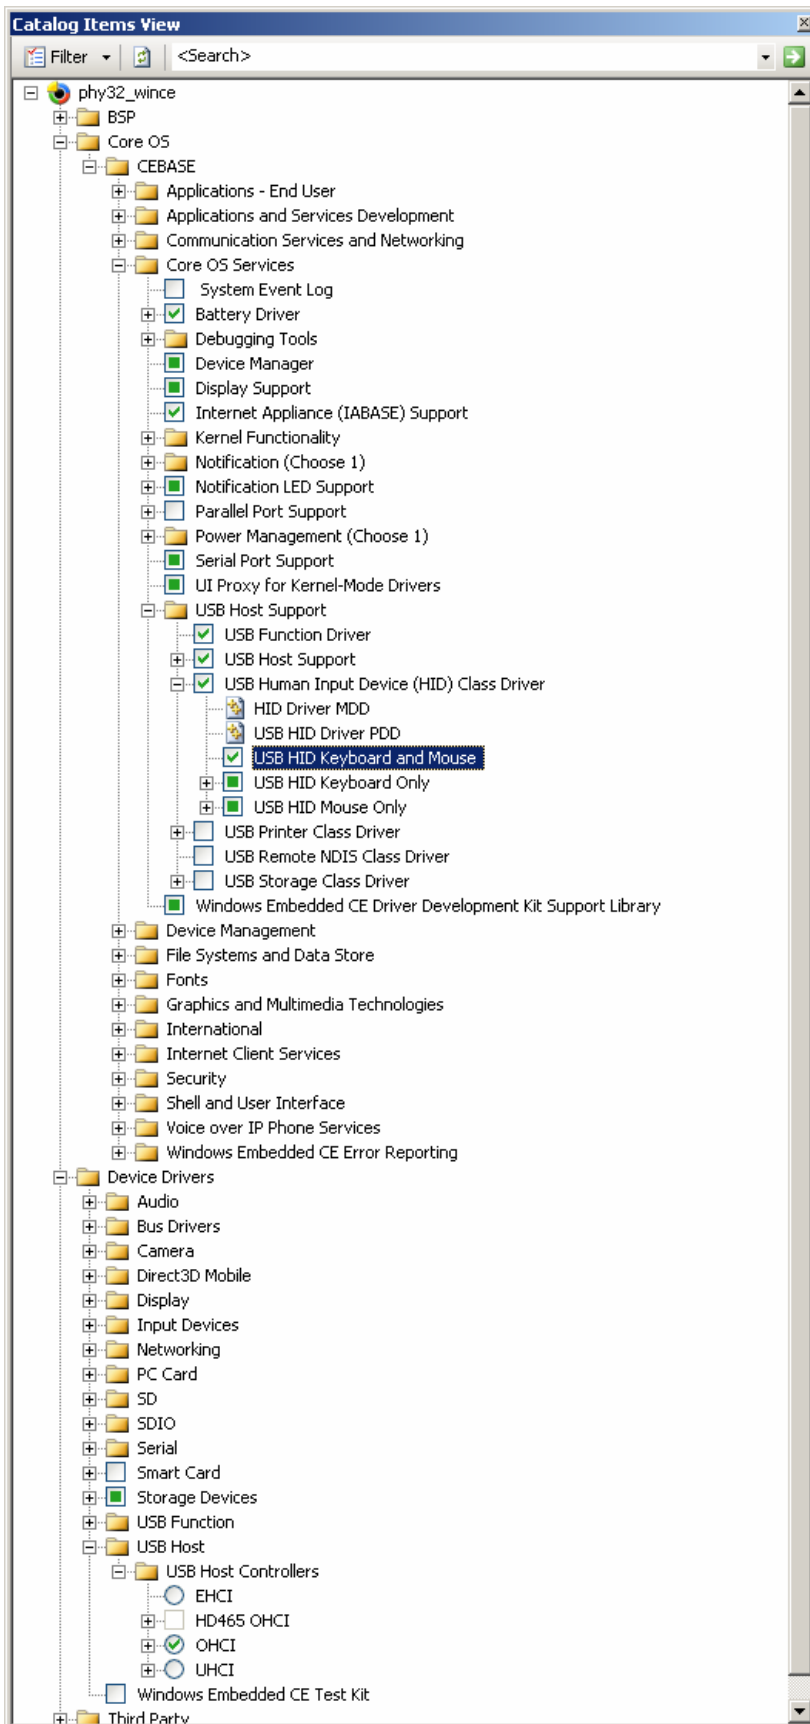 Catalog Items View
Filter <Search>
phy32_wince
BSP
Core OS
CEBASE
Applications - End User
Applications and Services Development
Communication Services and Networking
Core OS Services
System Event Log
Battery Driver
Debugging Tools
Device Manager
Display Support
Internet Appliance (IABASE) Support
Kernel Functionality
Notification (Choose 1)
Notification LED Support
Parallel Port Support
Power Management (Choose 1)
Serial Port Support
UI Proxy for Kernel-Mode Drivers
USB Host Support
USB Function Driver
USB Host Support
USB Human Input Device (HID) Class Driver
HID Driver MDD
USB HID Driver PDD
USB HID Keyboard and Mouse
USB HID Keyboard Only
USB HID Mouse Only
USB Printer Class Driver
USB Remote NDIS Class Driver
USB Storage Class Driver
Windows Embedded CE Driver Development Kit Support Library
Device Management
File Systems and Data Store
Fonts
Graphics and Multimedia Technologies
International
Internet Client Services
Security
Shell and User Interface
Voice over IP Phone Services
Windows Embedded CE Error Reporting
Device Drivers
Audio
Bus Drivers
Camera
Direct3D Mobile
Display
Input Devices
Networking
PC Card
SD
SDIO
Serial
Smart Card
Storage Devices
USB Function
USB Host
USB Host Controllers
EHCI
HD465 OHCI
OHCI
UHCI
Windows Embedded CE Test Kit
Third Party